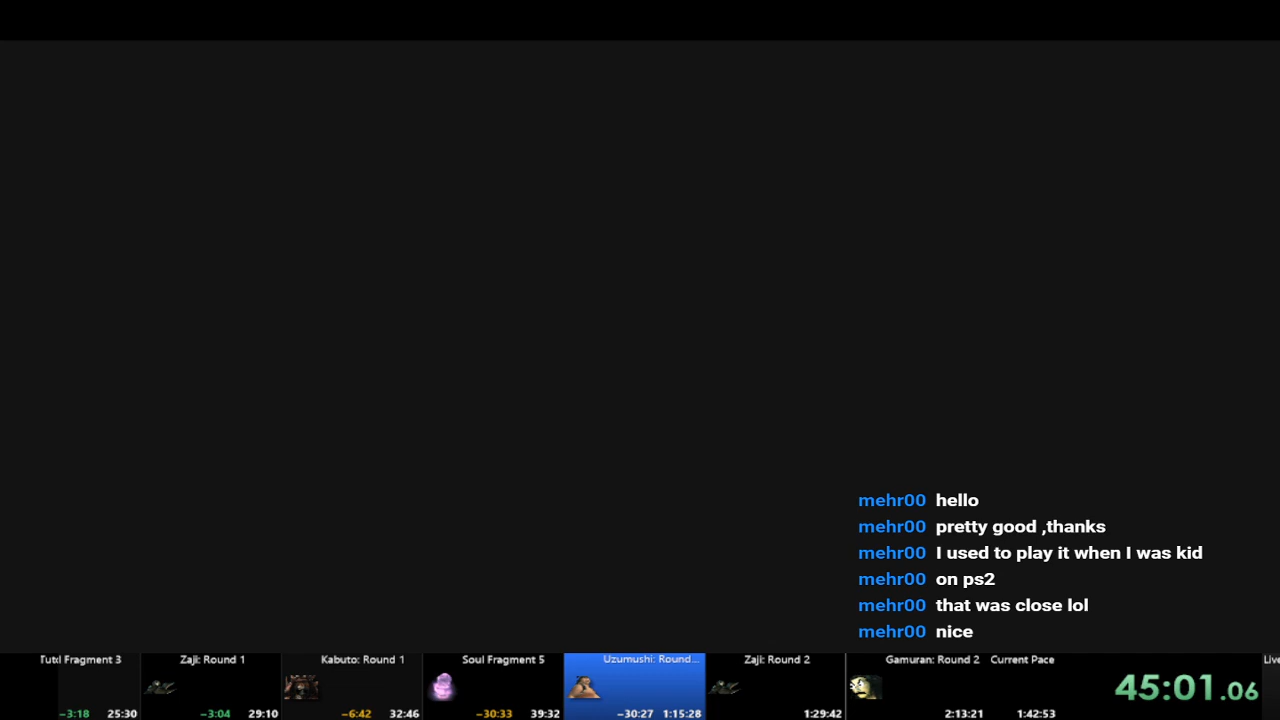 mehr00 hello
mehr00 pretty good ,thanks
mehr00 I used to play it when I was kid
mehr00 on ps2
mehr00 that was close lol
mehr00 nice
Fragment 3 Zaji: Round 1 Kabuto: Round 1 Soul Fragment 5 Uzumushi: Round... Zaji: Round 2 Gamuran: Round 2 Current Pace Live
45:01.06
−3:18 25:30 −3:04 29:10 −6:42 32:46 −30:33 39:32 −30:27 1:15:28 1:29:42 2:13:21 1:42:53